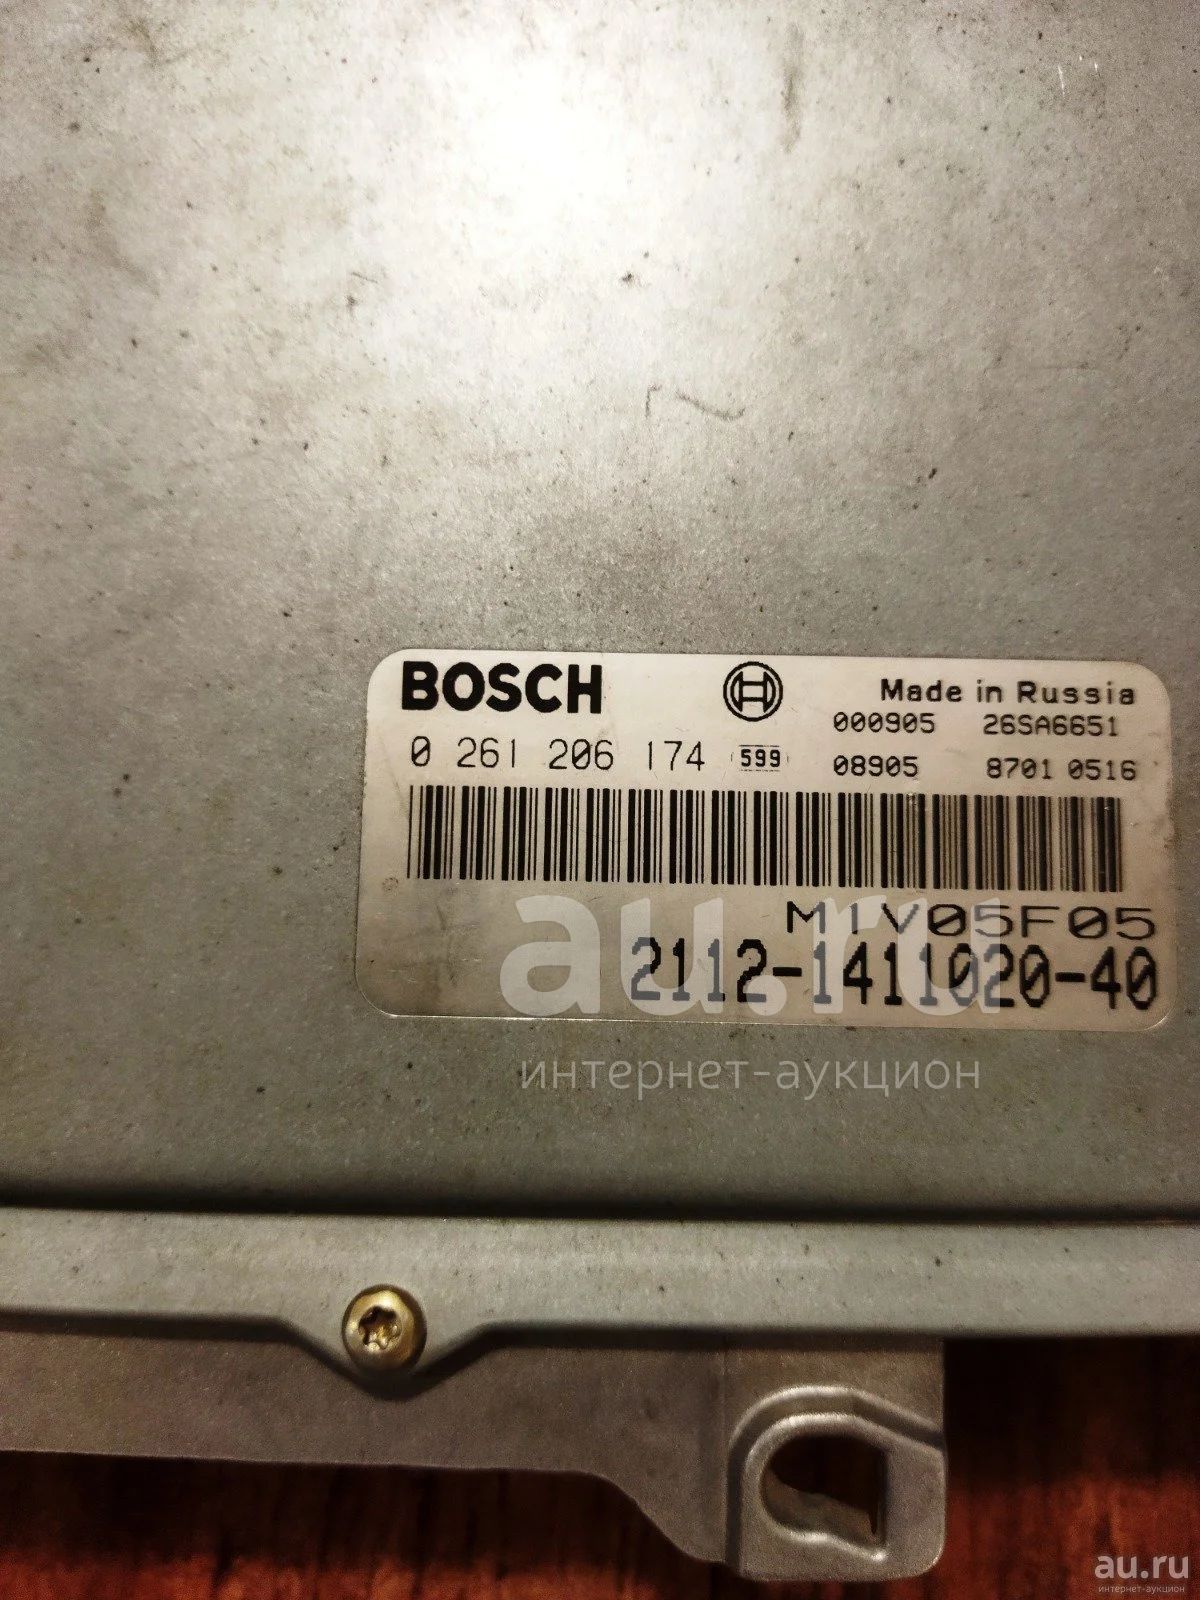 BOSCH
Made in Russia
000905 26SA6651
0 261 206 174 599 08905 8701 0516
M1V05F05
2112-1411020-40
au.ru
интернет-аукцион
au.ru
интернет-аукцион